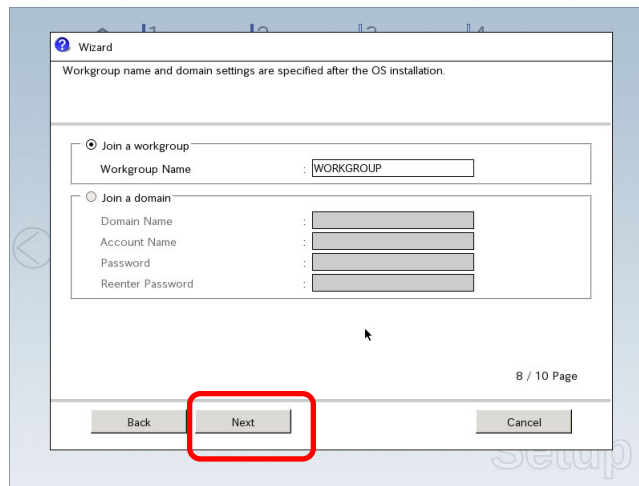 Wizard
Workgroup name and domain settings are specified after the OS installation.
Join a workgroup
Workgroup Name : WORKGROUP
Join a domain
Domain Name :
Account Name :
Password :
Reenter Password :
8 / 10 Page
Back Next Cancel
Setup